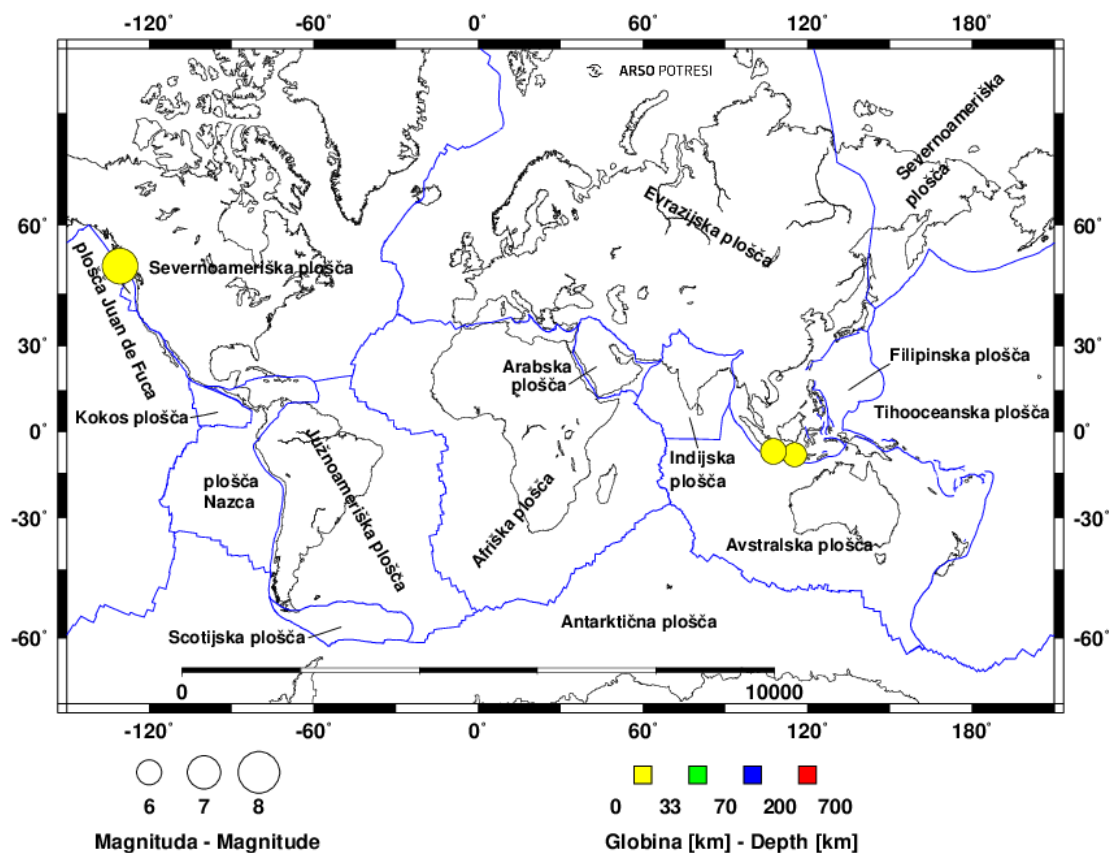 -120° -60° 0° 60° 120° 180°
ARSO POTRESI
Severnoameriška
plošča
Evrazijska plošča
60° 60°
plošča Juan de Fuca
Severnoameriška plošča
30° 30°
Arabska
plošča
Filipinska plošča
Kokos plošča
Tihooceanska plošča
0° 0°
Južnoameriška plošča
Indijska
plošča
plošča
Nazca
Afriška plošča
-30° -30°
Avstralska plošča
Antarktična plošča
Scotijska plošča
-60° -60°
0 10000
-120° -60° 0° 60° 120° 180°
6 7 8
0 33 70 200 700
Magnituda - Magnitude
Globina [km] - Depth [km]